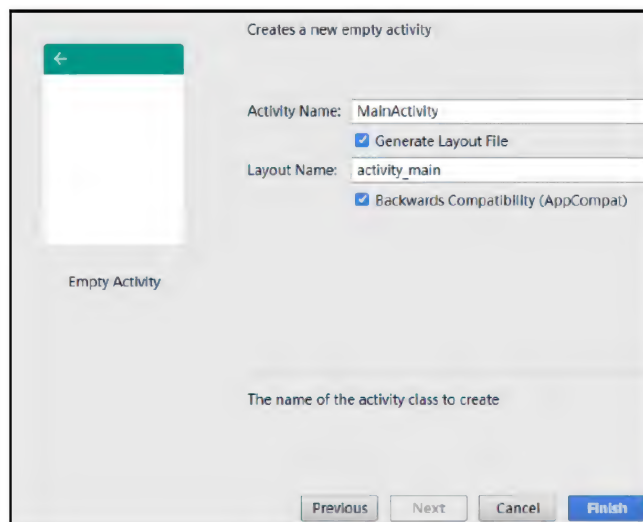 Creates a new empty activity
Activity Name: MainActivity
Generate Layout File
Layout Name: activity_main
Backwards Compatibility (AppCompat)
Empty Activity
The name of the activity class to create
Previous Next Cancel Finish